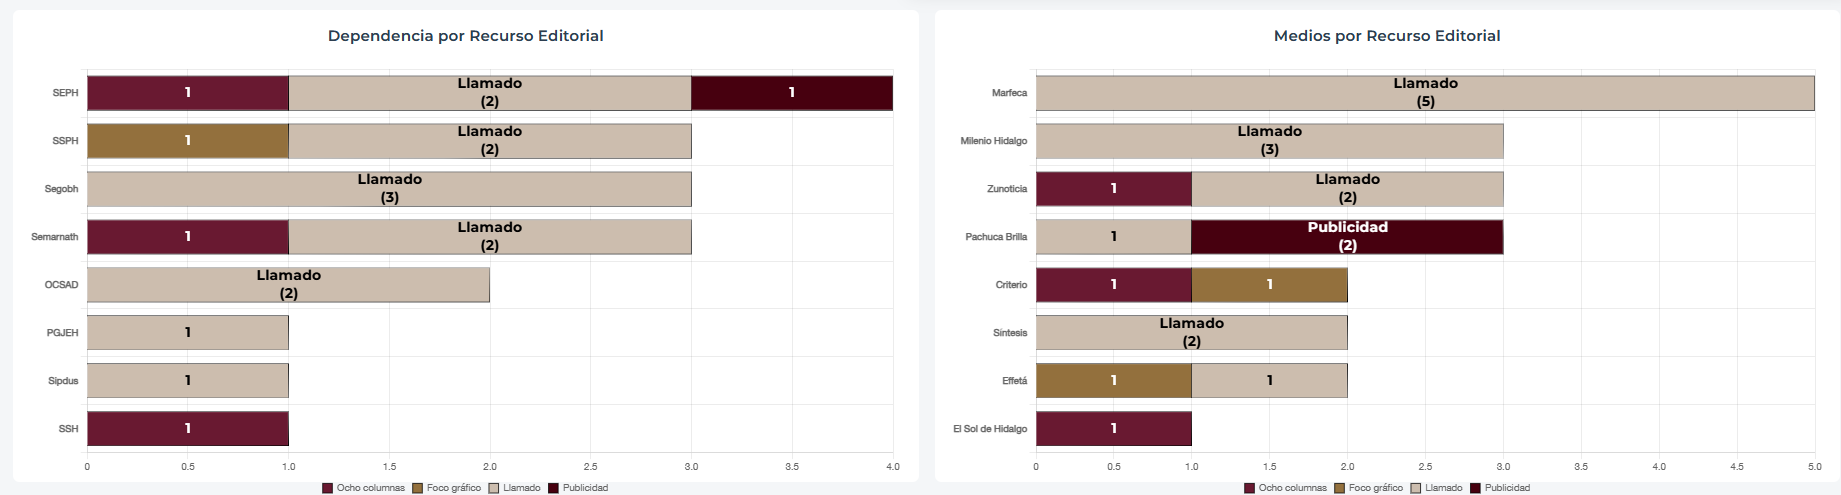 Dependencia por Recurso Editorial
SEPH
1
Llamado
(2)
1
SSPH
1
Llamado
(2)
Segobh
Llamado
(3)
Semarnath
1
Llamado
(2)
OCSAD
Llamado
(2)
PGJEH
1
Sipdus
1
SSH
1
0 0.5 1.0 1.5 2.0 2.5 3.0 3.5 4.0
Ocho columnas Foco gráfico Llamado Publicidad
Medios por Recurso Editorial
Marfeca
Llamado
(5)
Milenio Hidalgo
Llamado
(3)
Zunoticia
1
Llamado
(2)
Pachuca Brilla
1
Publicidad
(2)
Criterio
1
1
Síntesis
Llamado
(2)
Effetá
1
1
El Sol de Hidalgo
1
0 0.5 1.0 1.5 2.0 2.5 3.0 3.5 4.0 4.5 5.0
Ocho columnas Foco gráfico Llamado Publicidad